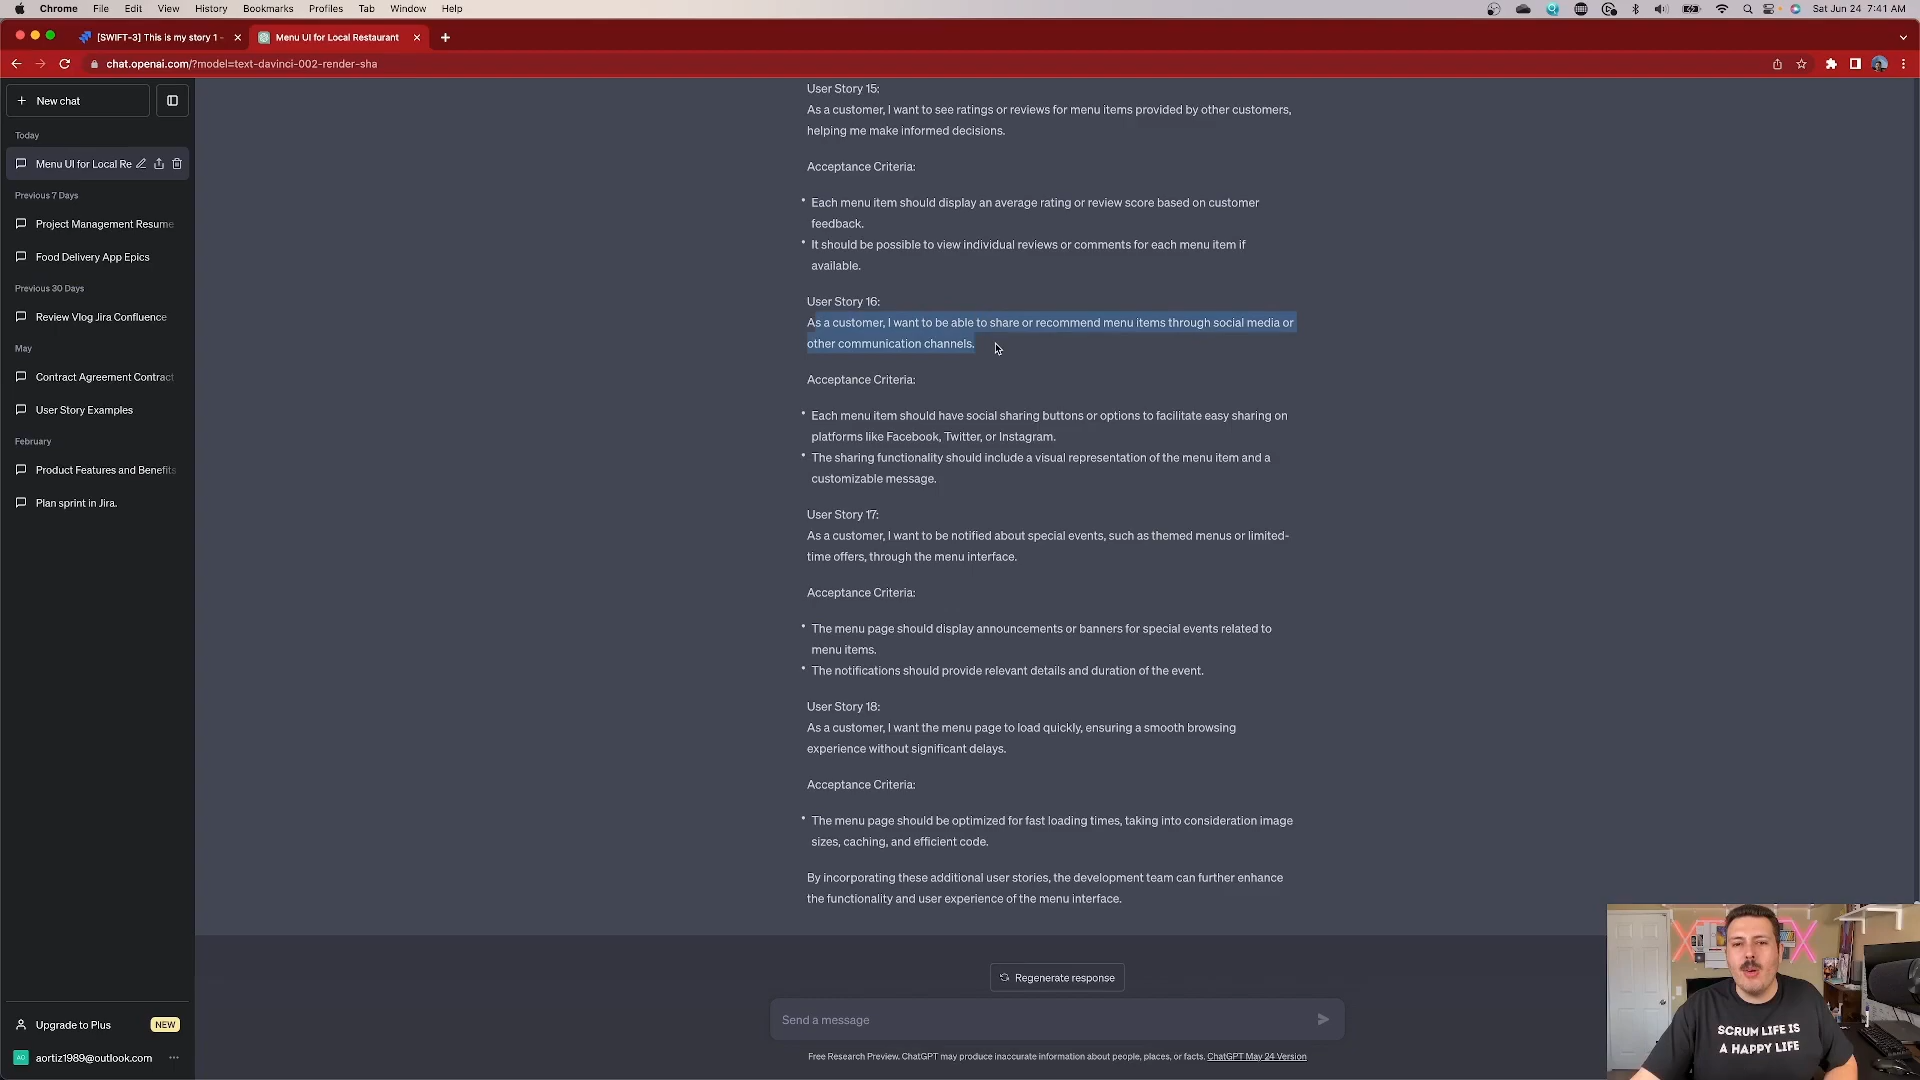 Chrome File Edit View History Bookmarks Profiles Tab Window Help Sat Jun 24 7:41 AM
[SWIFT-3] This is my story 1 - Menu UI for Local Restaurant
chat.openai.com/?model=text-davinci-002-render-sha
New chat
Today
Menu UI for Local Re
Previous 7 Days
Project Management Resume
Food Delivery App Epics
Previous 30 Days
Review Vlog Jira Confluence
May
Contract Agreement Contract
User Story Examples
February
Product Features and Benefits
Plan sprint in Jira.
Upgrade to Plus NEW
AO aortiz1989@outlook.com ...
User Story 15:
As a customer, I want to see ratings or reviews for menu items provided by other customers,
helping me make informed decisions.
Acceptance Criteria:
• Each menu item should display an average rating or review score based on customer
feedback.
• It should be possible to view individual reviews or comments for each menu item if
available.
User Story 16:
As a customer, I want to be able to share or recommend menu items through social media or
other communication channels.
Acceptance Criteria:
• Each menu item should have social sharing buttons or options to facilitate easy sharing on
platforms like Facebook, Twitter, or Instagram.
• The sharing functionality should include a visual representation of the menu item and a
customizable message.
User Story 17:
As a customer, I want to be notified about special events, such as themed menus or limited-
time offers, through the menu interface.
Acceptance Criteria:
• The menu page should display announcements or banners for special events related to
menu items.
• The notifications should provide relevant details and duration of the event.
User Story 18:
As a customer, I want the menu page to load quickly, ensuring a smooth browsing
experience without significant delays.
Acceptance Criteria:
• The menu page should be optimized for fast loading times, taking into consideration image
sizes, caching, and efficient code.
By incorporating these additional user stories, the development team can further enhance
the functionality and user experience of the menu interface.
Regenerate response
Send a message
Free Research Preview. ChatGPT may produce inaccurate information about people, places, or facts. ChatGPT May 24 Version
SCRUM LIFE IS
A HAPPY LIFE